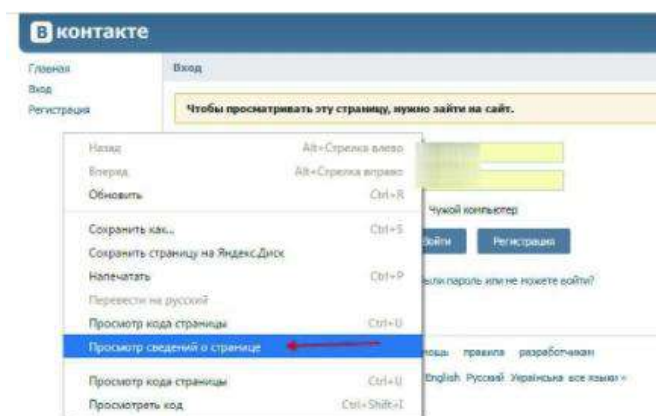 В контакте
Главная
Вход
Регистрация
Вход
Чтобы просматривать эту страницу, нужно зайти на сайт.
Назад Alt+Стрелка влево
Вперед Alt+Стрелка вправо
Обновить Ctrl+R
Сохранить как... Ctrl+S
Сохранить страницу на Яндекс.Диск
Напечатать Ctrl+P
Перевести на русский
Просмотр кода страницы Ctrl+U
Просмотр сведений о странице
Просмотр кода страницы Ctrl+U
Просмотреть код Ctrl+Shift+I
Чужой компьютер
Войти Регистрация
были пароль или не можете войти?
мощь правила разработчикам
English Русский Українська все языки »